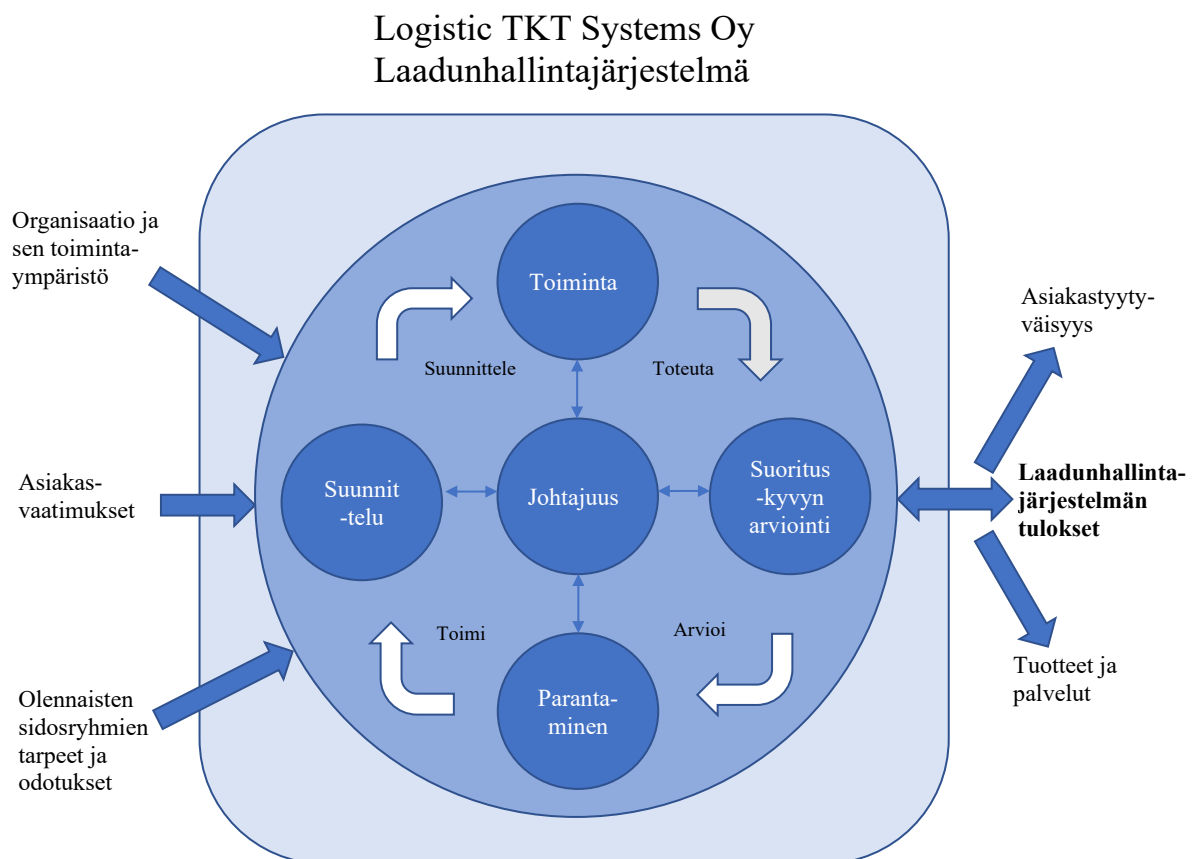 Logistic TKT Systems Oy
Laadunhallintajärjestelmä
Organisaatio ja
sen toiminta-
ympäristö
Asiakas-
vaatimukset
Olennaisten
sidosryhmien
tarpeet ja
odotukset
Toiminta
Suunnittele
Toteuta
Suunnit
-telu
Johtajuus
Suoritus
-kyvyn
arviointi
Toimi
Arvioi
Paranta-
minen
Asiakastyyty-
väisyys
Laadunhallinta-
järjestelmän
tulokset
Tuotteet ja
palvelut